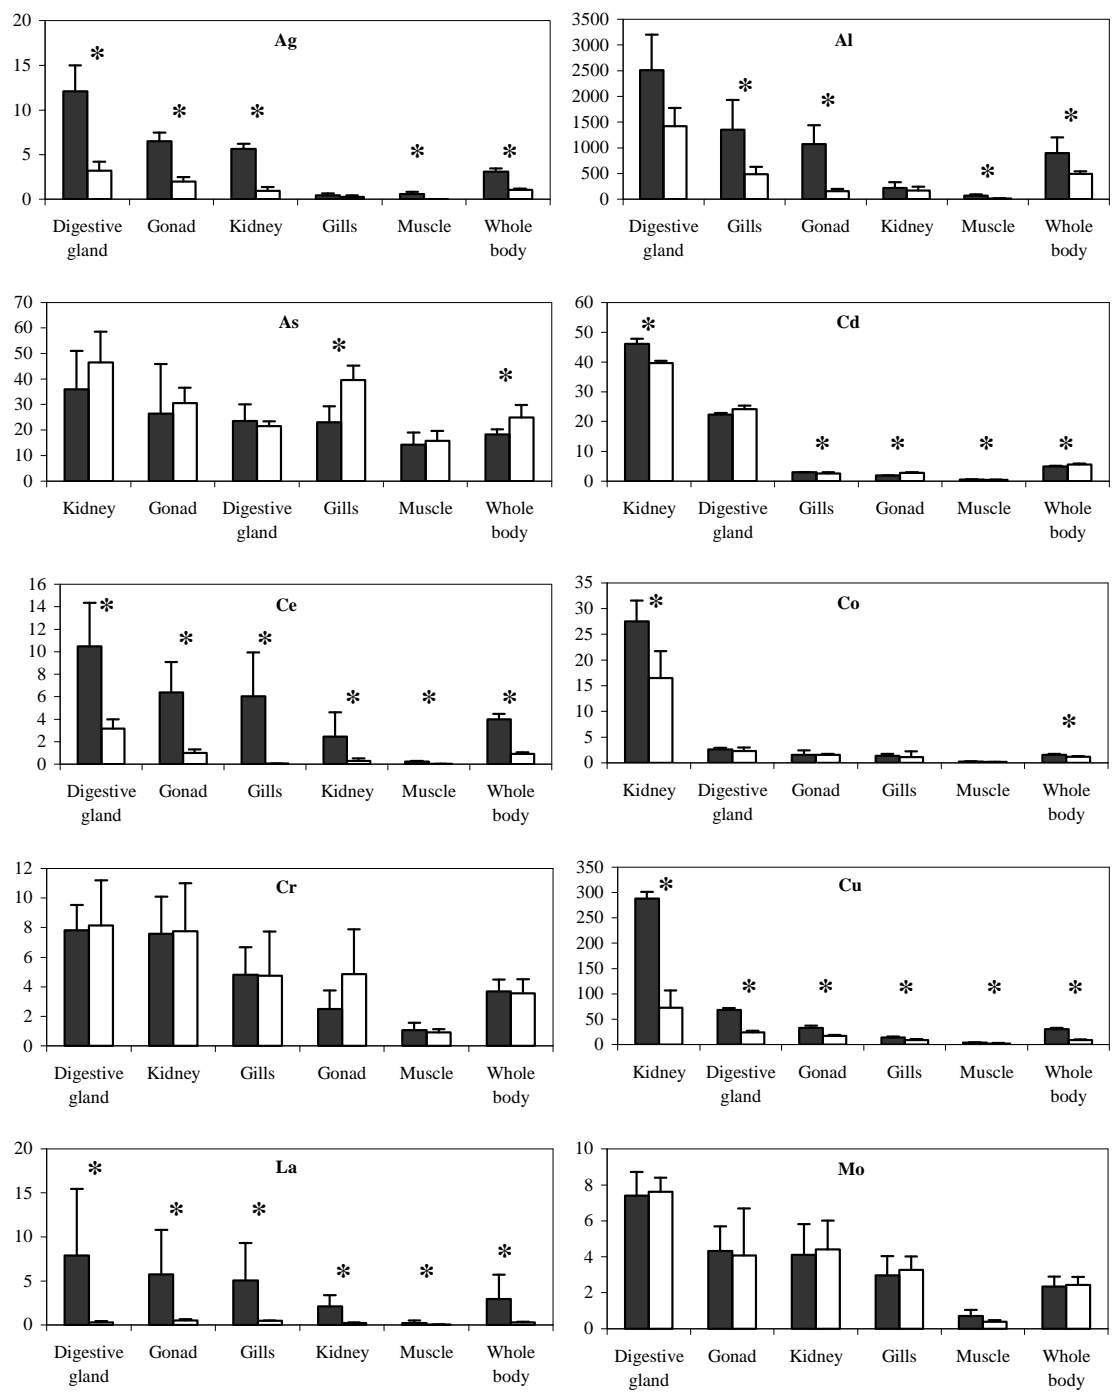 Ag
20
15
10
5
0
*
*
*
*
*
Digestive gland
Gonad
Kidney
Gills
Muscle
Whole body
Al
3500
3000
2500
2000
1500
1000
500
0
*
*
*
*
Digestive gland
Gills
Gonad
Kidney
Muscle
Whole body
As
70
60
50
40
30
20
10
0
*
*
Kidney
Gonad
Digestive gland
Gills
Muscle
Whole body
Cd
60
50
40
30
20
10
0
*
*
*
*
*
Kidney
Digestive gland
Gills
Gonad
Muscle
Whole body
Ce
16
14
12
10
8
6
4
2
0
*
*
*
*
*
*
Digestive gland
Gonad
Gills
Kidney
Muscle
Whole body
Co
35
30
25
20
15
10
5
0
*
*
Kidney
Digestive gland
Gonad
Gills
Muscle
Whole body
Cr
12
10
8
6
4
2
0
Digestive gland
Kidney
Gills
Gonad
Muscle
Whole body
Cu
350
300
250
200
150
100
50
0
*
*
*
*
*
*
Kidney
Digestive gland
Gonad
Gills
Muscle
Whole body
La
20
15
10
5
0
*
*
*
*
*
*
Digestive gland
Gonad
Gills
Kidney
Muscle
Whole body
Mo
10
8
6
4
2
0
Digestive gland
Gonad
Kidney
Gills
Muscle
Whole body